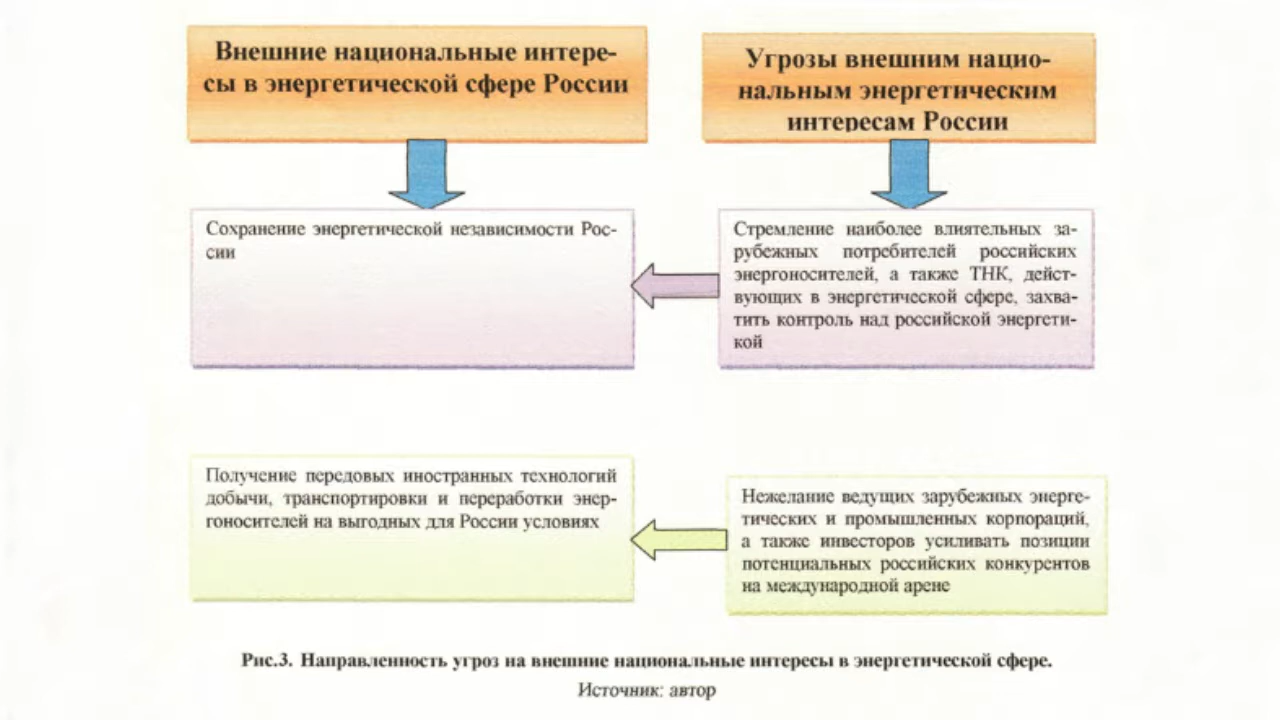 Внешние национальные интере-
сы в энергетической сфере России
Угрозы внешним нацио-
нальным энергетическим
интересам России
Сохранение энергетической независимости Рос-
сии
Стремление наиболее влиятельных за-
рубежных потребителей российских
энергоносителей, а также ТНК, дейст-
вующих в энергетической сфере, захва-
тить контроль над российской энергети-
кой
Получение передовых иностранных технологий
добычи, транспортировки и переработки энер-
гоносителей на выгодных для России условиях
Нежелание ведущих зарубежных энерге-
тических и промышленных корпораций,
а также инвесторов усиливать позиции
потенциальных российских конкурентов
на международной арене
Рис.3. Направленность угроз на внешние национальные интересы в энергетической сфере.
Источник: автор